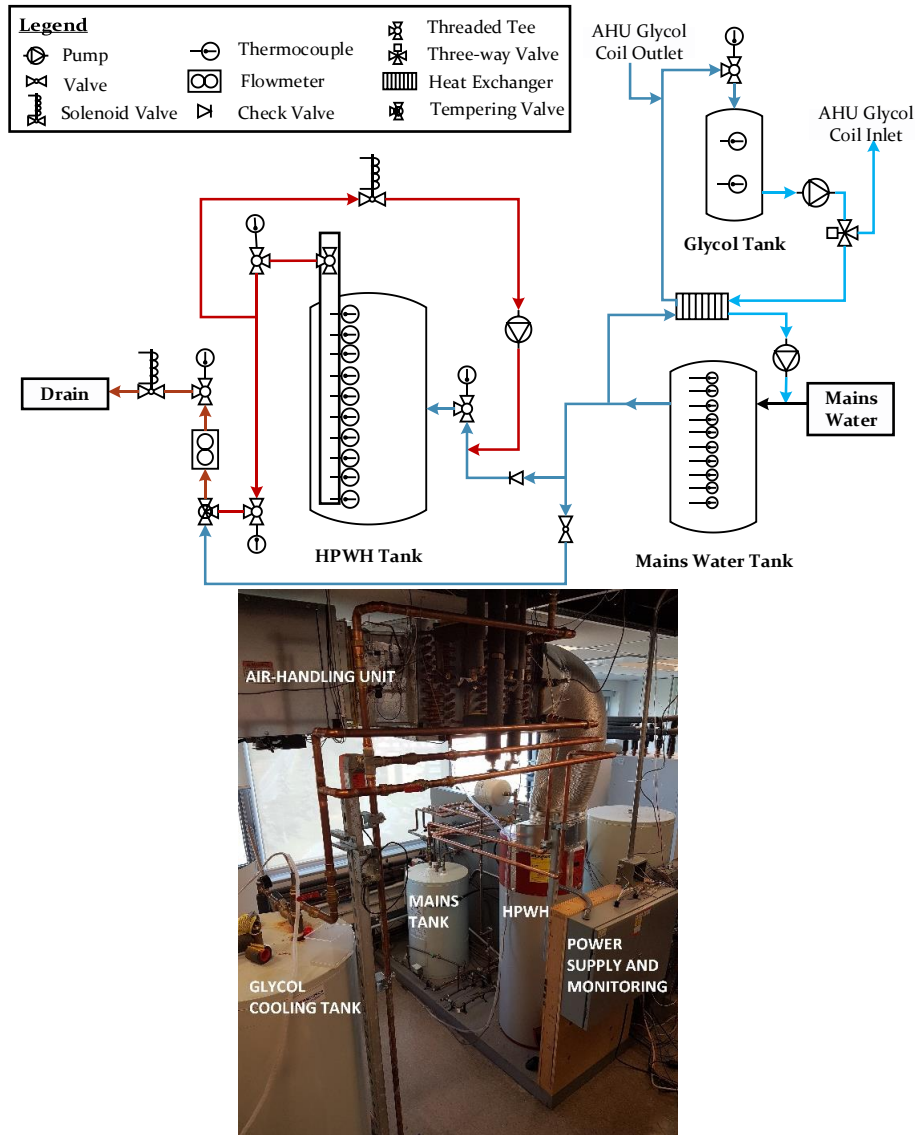 Legend
Pump
Valve
Solenoid Valve
Thermocouple
Flowmeter
Check Valve
Threaded Tee
Three-way Valve
Heat Exchanger
Tempering Valve
AHU Glycol
Coil Outlet
AHU Glycol
Coil Inlet
Glycol Tank
Drain
Mains
Water
HPWH Tank
Mains Water Tank
AIR-HANDLING UNIT
MAINS
TANK
HPWH
POWER
SUPPLY AND
MONITORING
GLYCOL
COOLING TANK